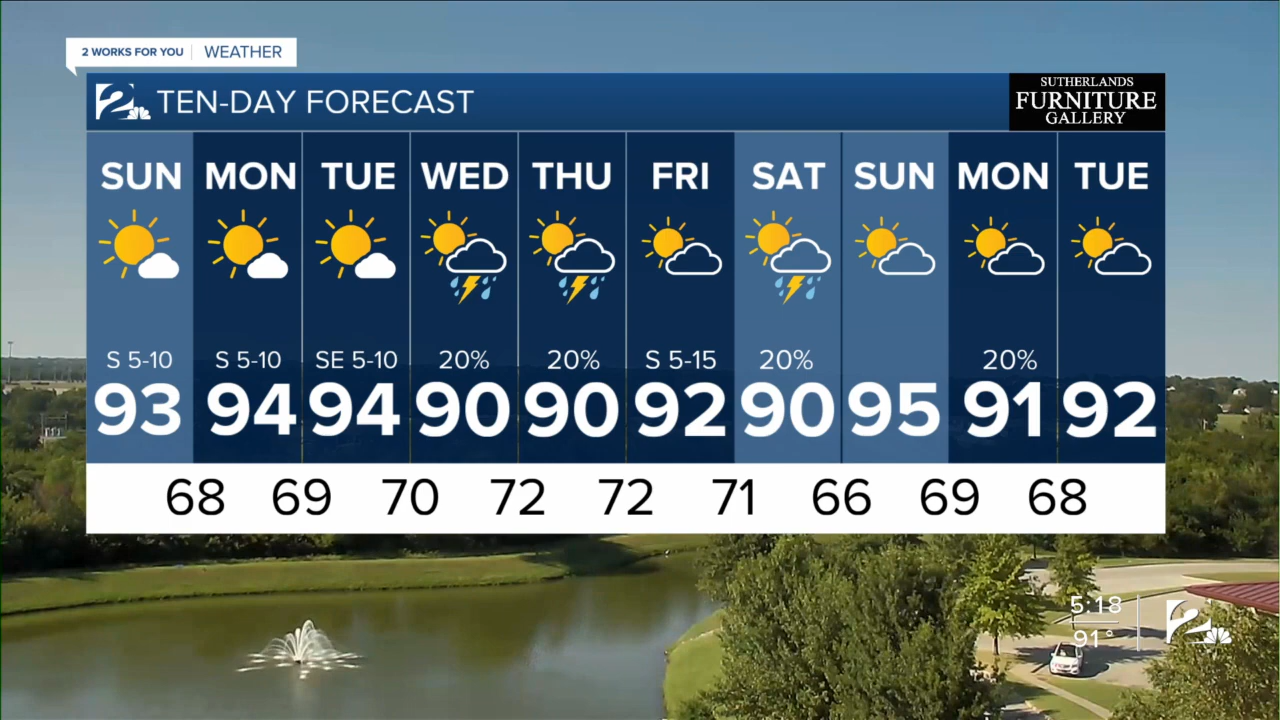 2 WORKS FOR YOU WEATHER
2 TEN-DAY FORECAST
SUTHERLANDS
FURNITURE
GALLERY
SUN MON TUE WED THU FRI SAT SUN MON TUE
S 5-10 S 5-10 SE 5-10 20% 20% S 5-15 20% 20%
93 94 94 90 90 92 90 95 91 92
68 69 70 72 72 71 66 69 68
5:18
91°
2